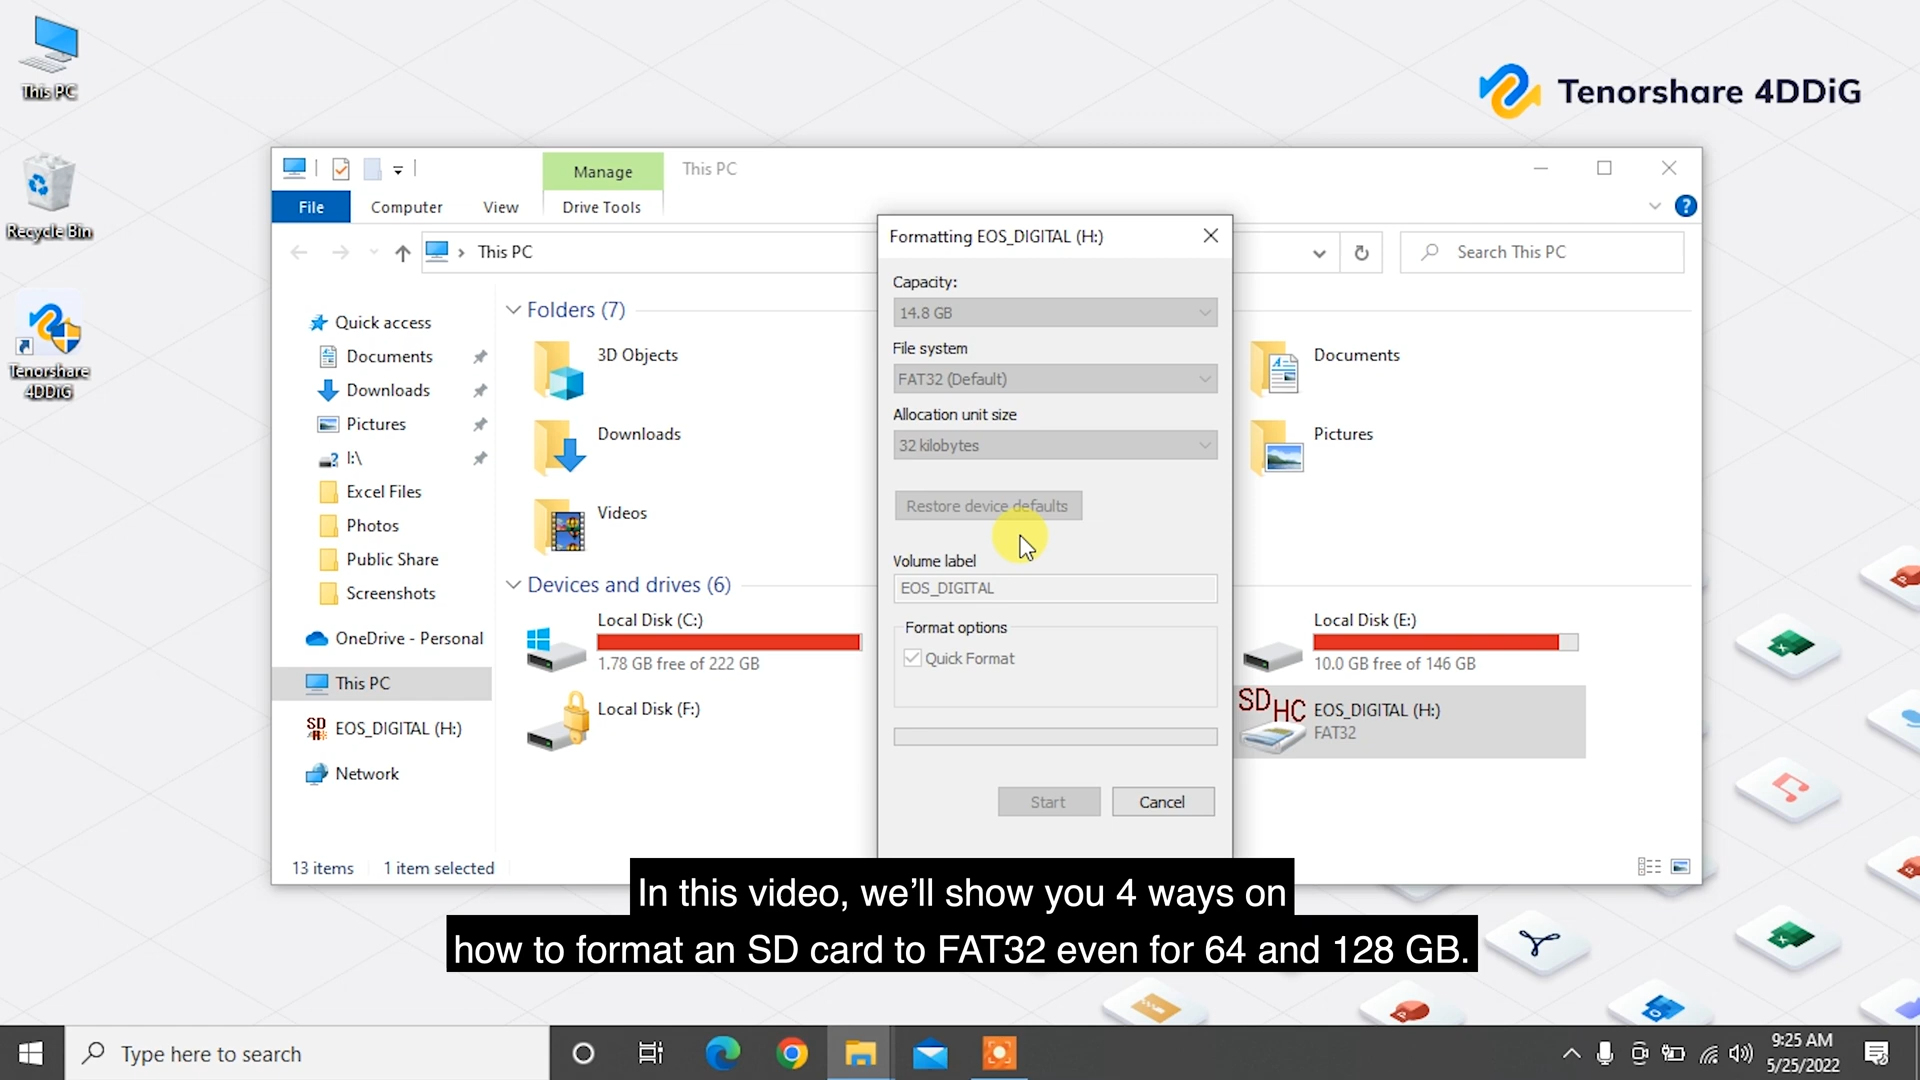 This PC
Recycle Bin
Tenorshare
4DDiG
Tenorshare 4DDiG
Manage
This PC
File
Computer
View
Drive Tools
This PC
Search This PC
Quick access
Documents
Downloads
Pictures
I:\
Excel Files
Photos
Public Share
Screenshots
OneDrive - Personal
This PC
EOS_DIGITAL (H:)
Network
Folders (7)
3D Objects
Downloads
Videos
Documents
Pictures
Devices and drives (6)
Local Disk (C:)
1.78 GB free of 222 GB
Local Disk (F:)
Local Disk (E:)
10.0 GB free of 146 GB
SDHC
EOS_DIGITAL (H:)
FAT32
Formatting EOS_DIGITAL (H:)
Capacity:
14.8 GB
File system
FAT32 (Default)
Allocation unit size
32 kilobytes
Restore device defaults
Volume label
EOS_DIGITAL
Format options
Quick Format
Start
Cancel
13 items
1 item selected
In this video, we’ll show you 4 ways on
how to format an SD card to FAT32 even for 64 and 128 GB.
Type here to search
9:25 AM
5/25/2022